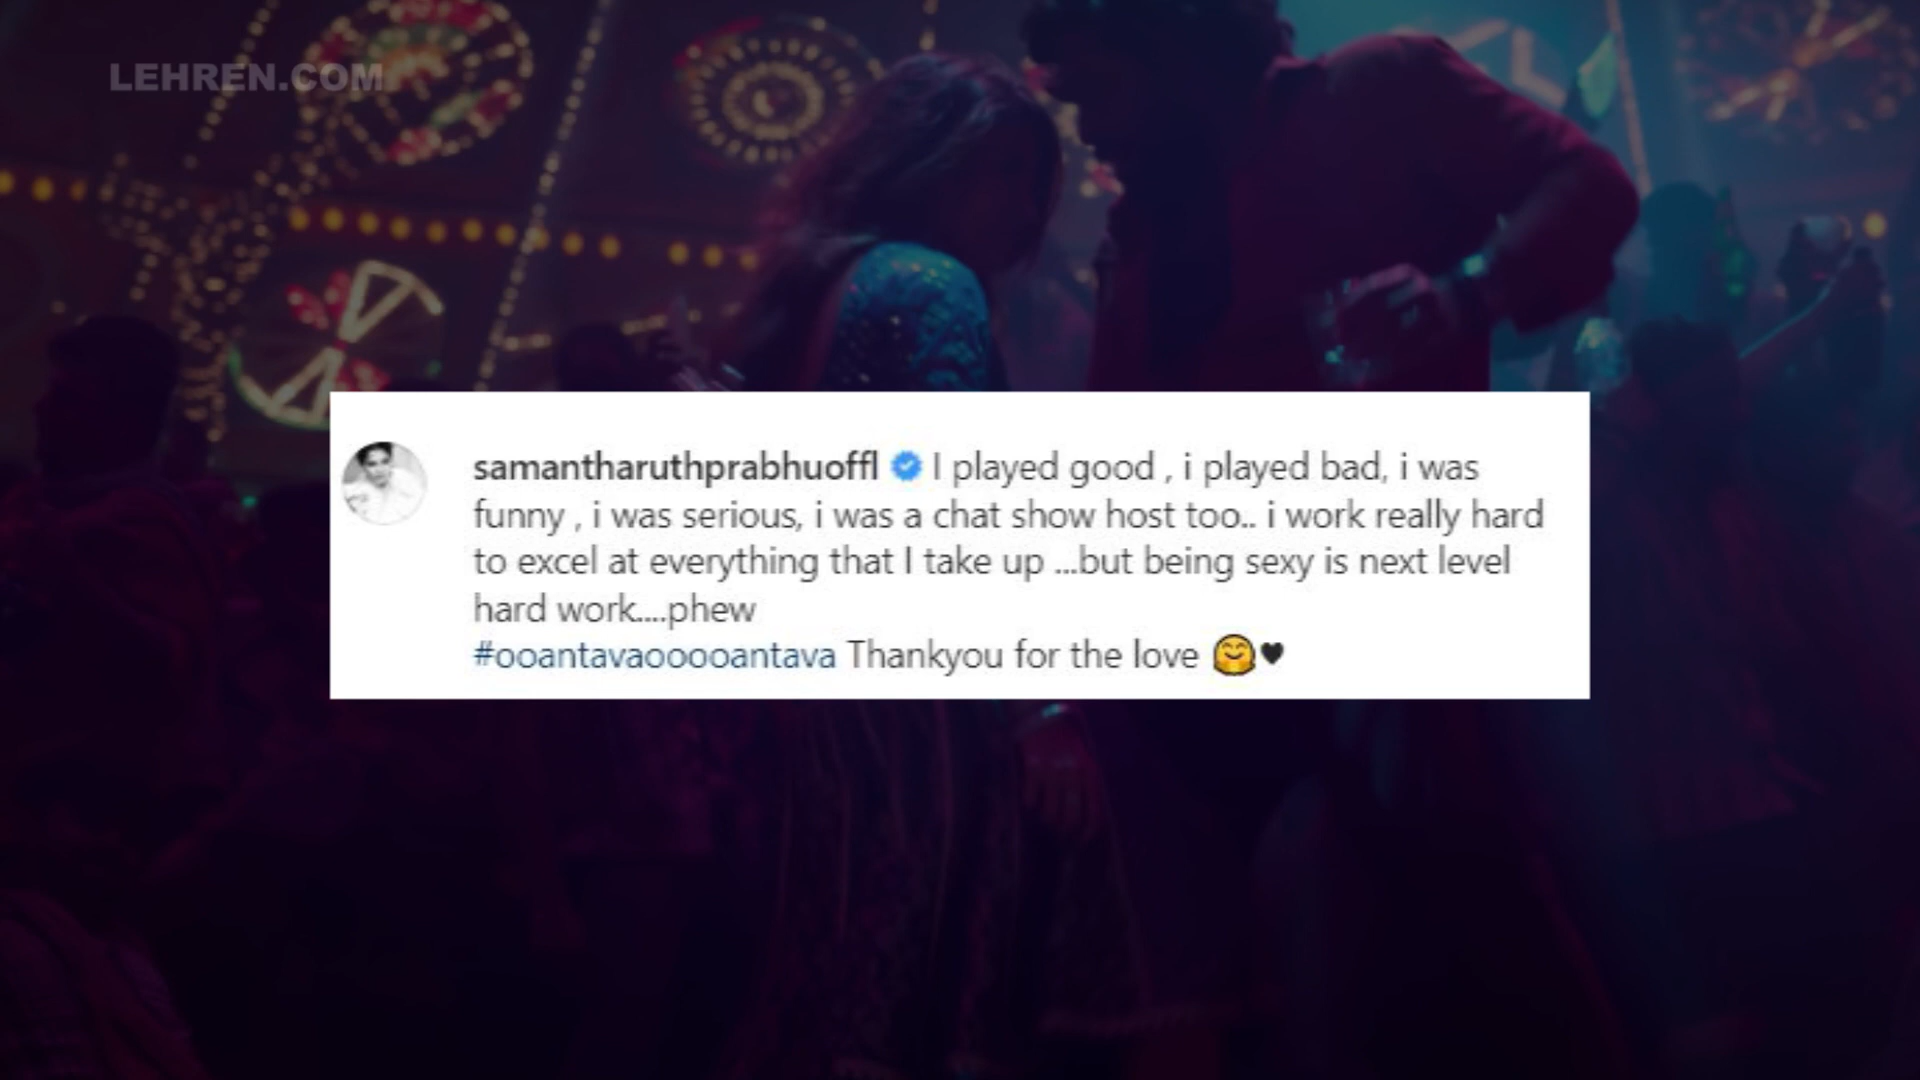 LEHREN.COM
samantharuthprabhuoffl I played good , i played bad, i was
funny , i was serious, i was a chat show host too.. i work really hard
to excel at everything that I take up ...but being sexy is next level
hard work....phew
#ooantavaooooantava Thankyou for the love 🤗🖤